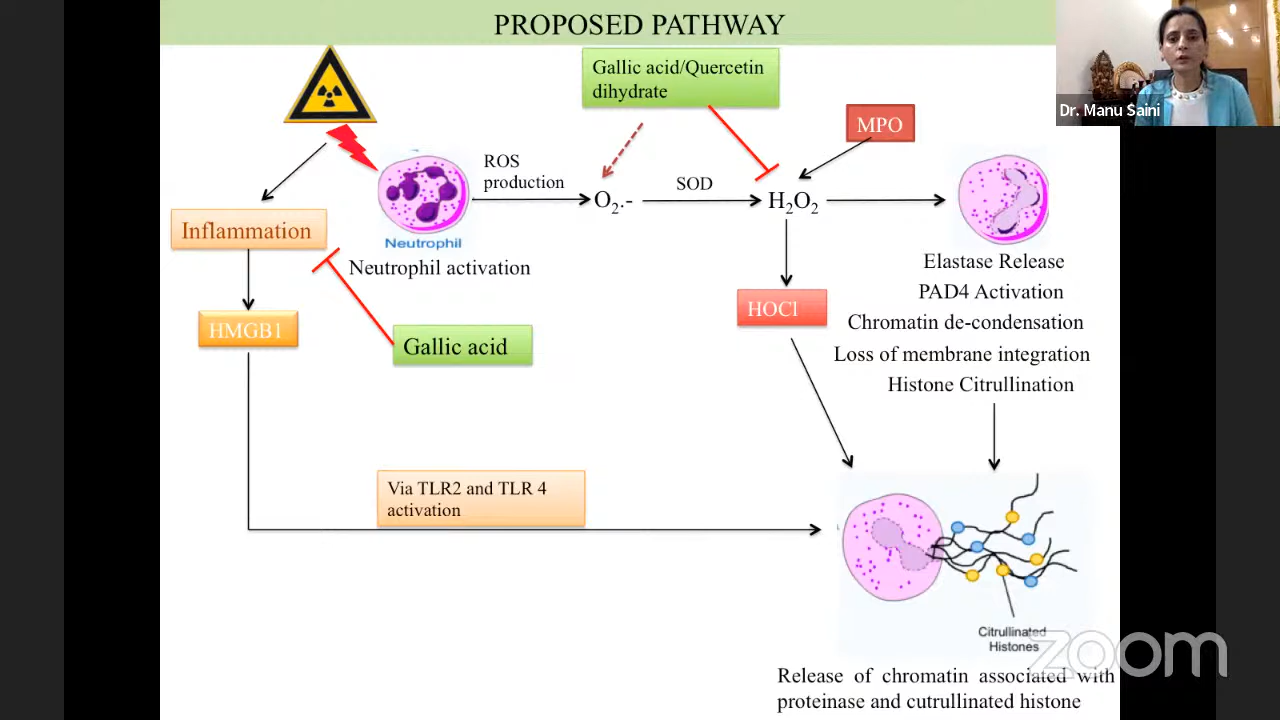 PROPOSED PATHWAY
Gallic acid/Quercetin
dihydrate
Dr. Manu Saini
MPO
ROS
production
O₂.-
SOD
H₂O₂
Inflammation
Neutrophil
Neutrophil activation
Elastase Release
PAD4 Activation
Chromatin de-condensation
Loss of membrane integration
Histone Citrullination
HOCl
HMGB1
Gallic acid
Via TLR2 and TLR 4
activation
Citrullinated
Histones
zoom
Release of chromatin associated with
proteinase and cutrullinated histone